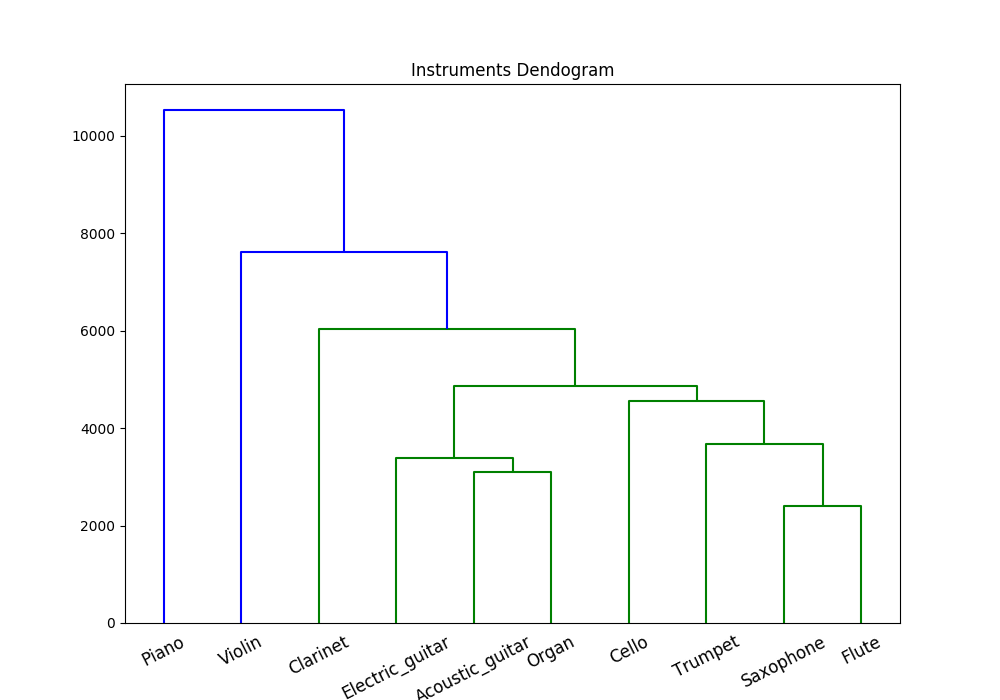 Instruments Dendogram
10000
8000
6000
4000
2000
0
Piano
Violin
Clarinet
Electric_guitar
Acoustic_guitar
Organ
Cello
Trumpet
Saxophone
Flute